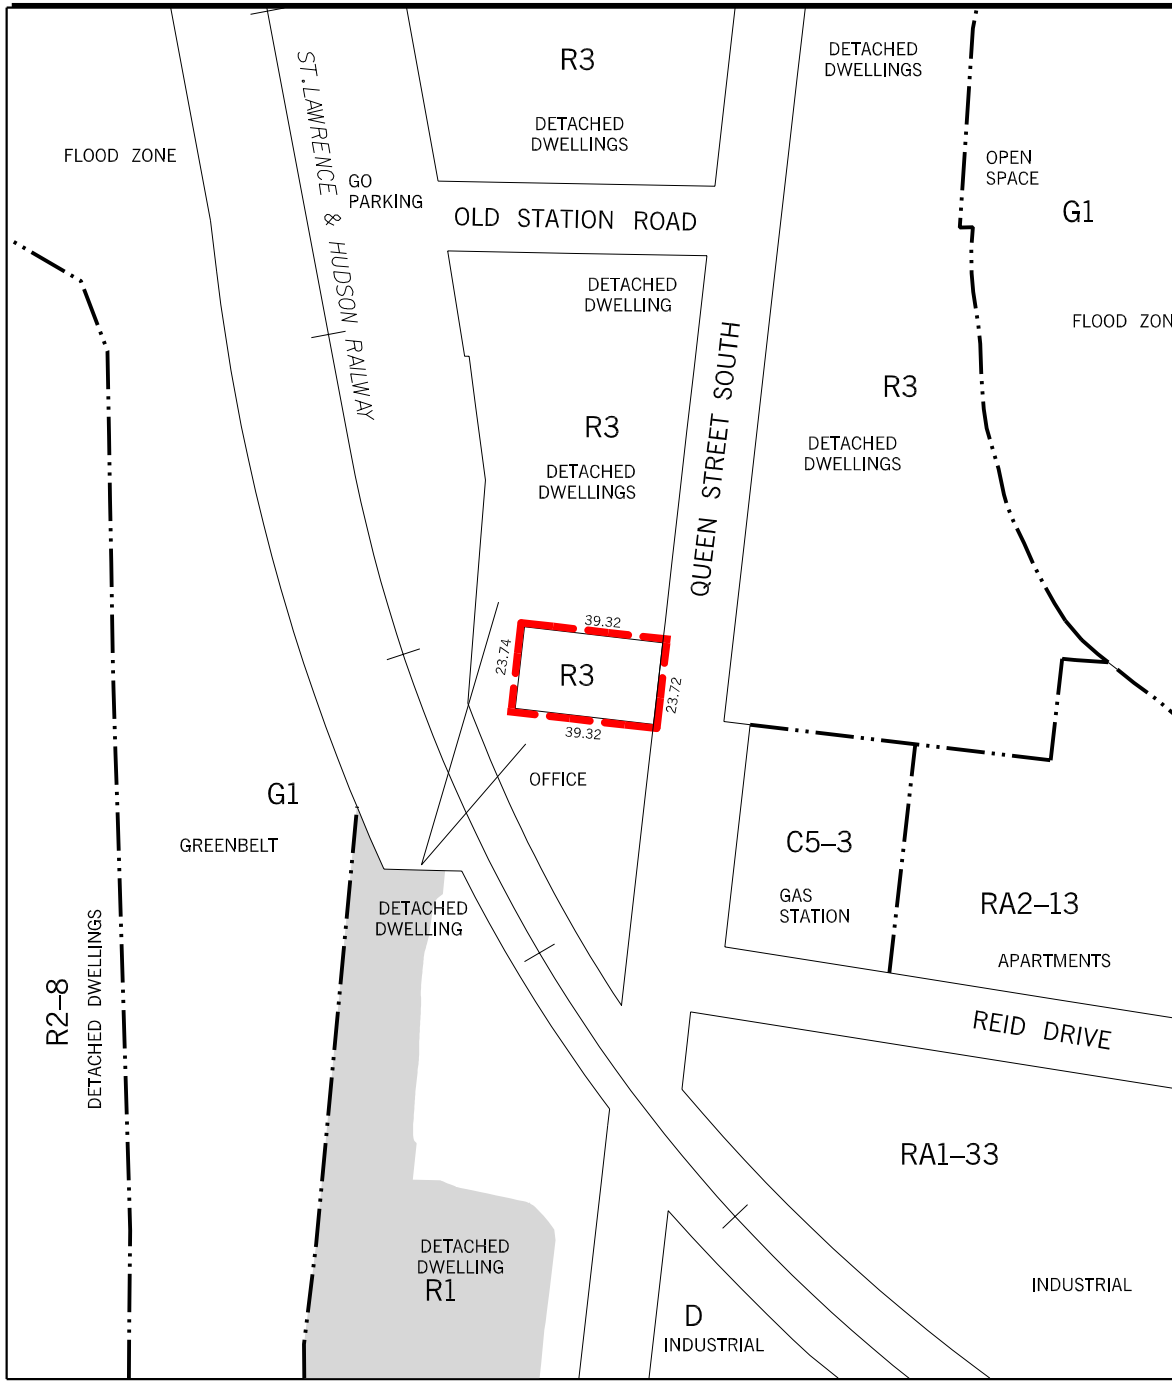 R3
DETACHED
DWELLINGS
DETACHED
DWELLINGS
ST.LAWRENCE & HUDSON RAILWAY
FLOOD ZONE
GO
PARKING
OPEN
SPACE
G1
OLD STATION ROAD
DETACHED
DWELLING
FLOOD ZON
QUEEN STREET SOUTH
R3
R3
DETACHED
DWELLINGS
DETACHED
DWELLINGS
39.32
23.74
R3
23.72
39.32
OFFICE
G1
GREENBELT
C5–3
GAS
STATION
RA2–13
APARTMENTS
DETACHED
DWELLING
R2–8
DETACHED DWELLINGS
REID DRIVE
RA1–33
DETACHED
DWELLING
R1
INDUSTRIAL
D
INDUSTRIAL